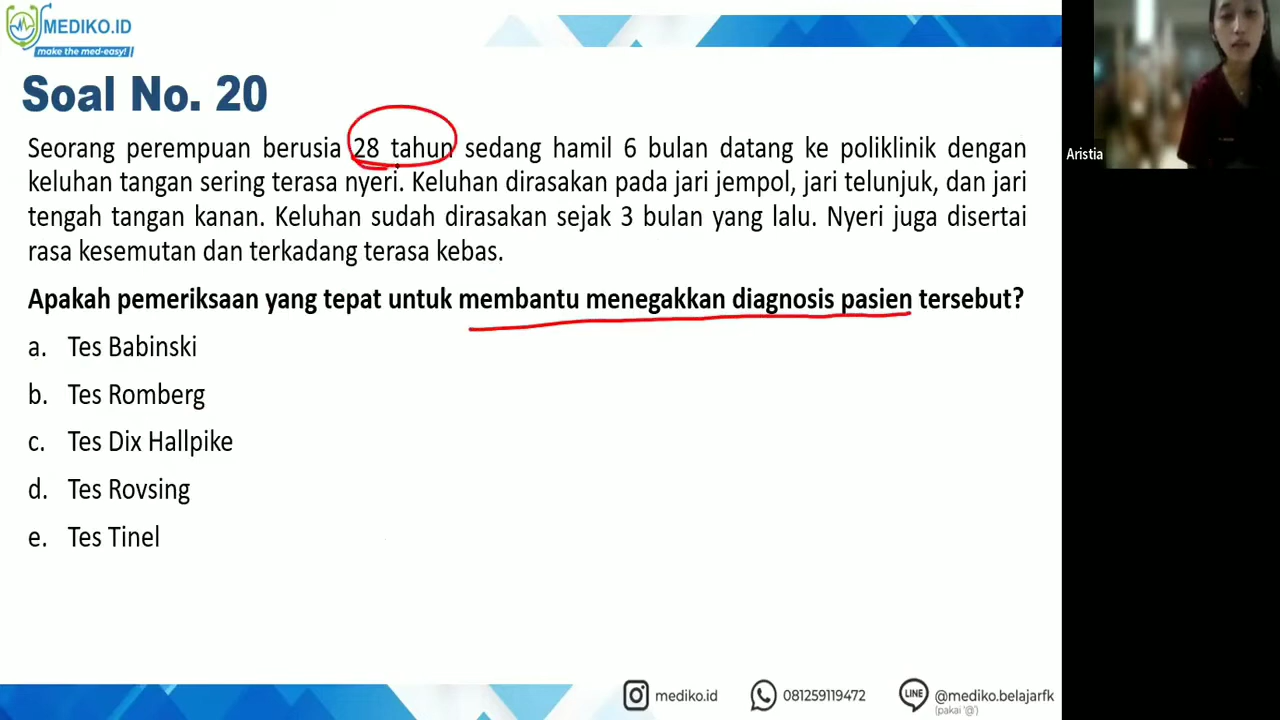 MEDIKO.ID
make the med-easy!
Soal No. 20
Seorang perempuan berusia 28 tahun sedang hamil 6 bulan datang ke poliklinik dengan
keluhan tangan sering terasa nyeri. Keluhan dirasakan pada jari jempol, jari telunjuk, dan jari
tengah tangan kanan. Keluhan sudah dirasakan sejak 3 bulan yang lalu. Nyeri juga disertai
rasa kesemutan dan terkadang terasa kebas.
Apakah pemeriksaan yang tepat untuk membantu menegakkan diagnosis pasien tersebut?
a. Tes Babinski
b. Tes Romberg
c. Tes Dix Hallpike
d. Tes Rovsing
e. Tes Tinel
Aristia
mediko.id
081259119472
LINE
@mediko.belajarfk
(pakai '@')